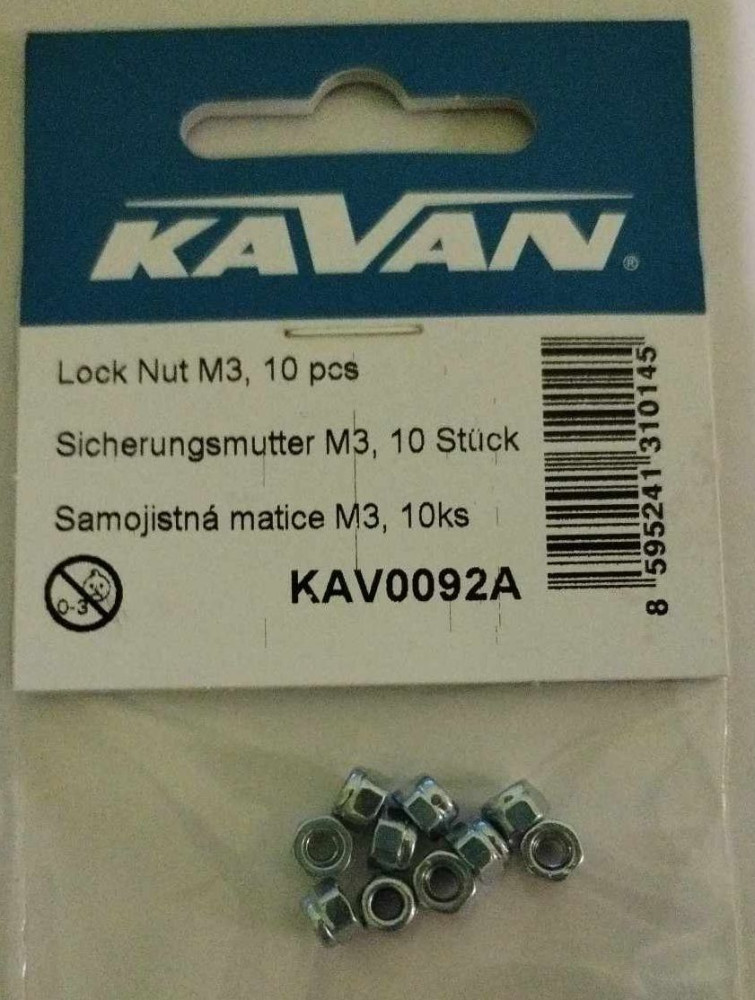 KAVAN®
Lock Nut M3, 10 pcs
Sicherungsmutter M3, 10 Stück
Samojistná matice M3, 10ks
0-3
KAV0092A
8 595241 310145